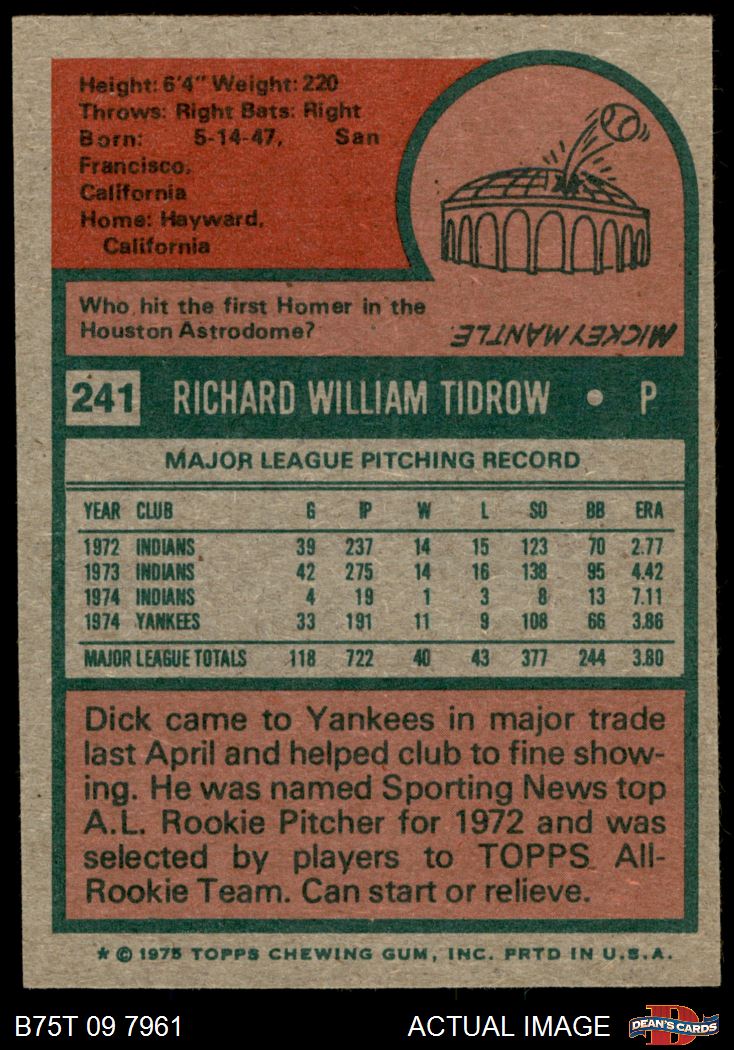 Height: 6'4" Weight: 220
Throws: Right Bats: Right
Born: 5-14-47, San
Francisco,
California
Home: Hayward,
California
Who hit the first Homer in the
Houston Astrodome?
MICKEY MANTLE.
241 RICHARD WILLIAM TIDROW • P
MAJOR LEAGUE PITCHING RECORD
YEAR CLUB G IP W L SO BB ERA
1972 INDIANS 39 237 14 15 123 70 2.77
1973 INDIANS 42 275 14 16 138 95 4.42
1974 INDIANS 4 19 1 3 8 13 7.11
1974 YANKEES 33 191 11 9 108 66 3.86
MAJOR LEAGUE TOTALS 118 722 40 43 377 244 3.80
Dick came to Yankees in major trade
last April and helped club to fine show-
ing. He was named Sporting News top
A.L. Rookie Pitcher for 1972 and was
selected by players to TOPPS All-
Rookie Team. Can start or relieve.
* © 1975 TOPPS CHEWING GUM, INC. PRTD IN U.S.A.
B75T 09 7961 ACTUAL IMAGE D DEAN'S CARDS